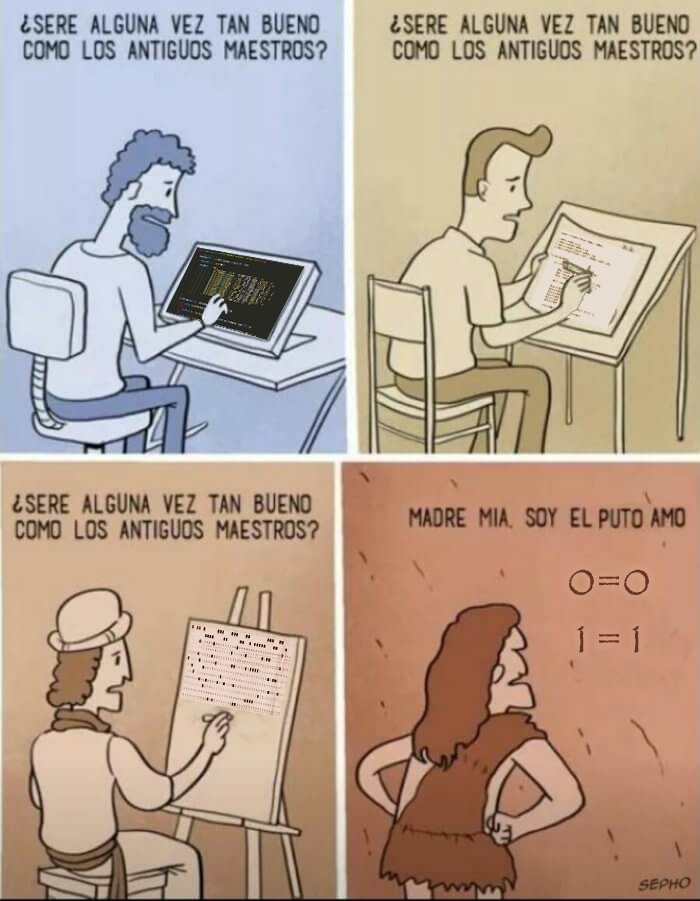 ¿SERE ALGUNA VEZ TAN BUENO
COMO LOS ANTIGUOS MAESTROS?
¿SERE ALGUNA VEZ TAN BUENO
COMO LOS ANTIGUOS MAESTROS?
¿SERE ALGUNA VEZ TAN BUENO
COMO LOS ANTIGUOS MAESTROS?
MADRE MIA. SOY EL PUTO AMO
0=0
1=1
SEPHO